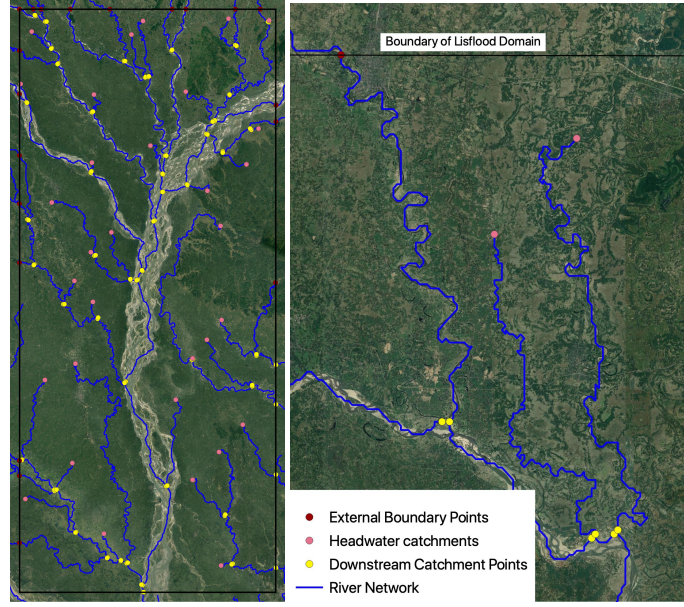 Boundary of Lisflood Domain
External Boundary Points
Headwater catchments
Downstream Catchment Points
River Network